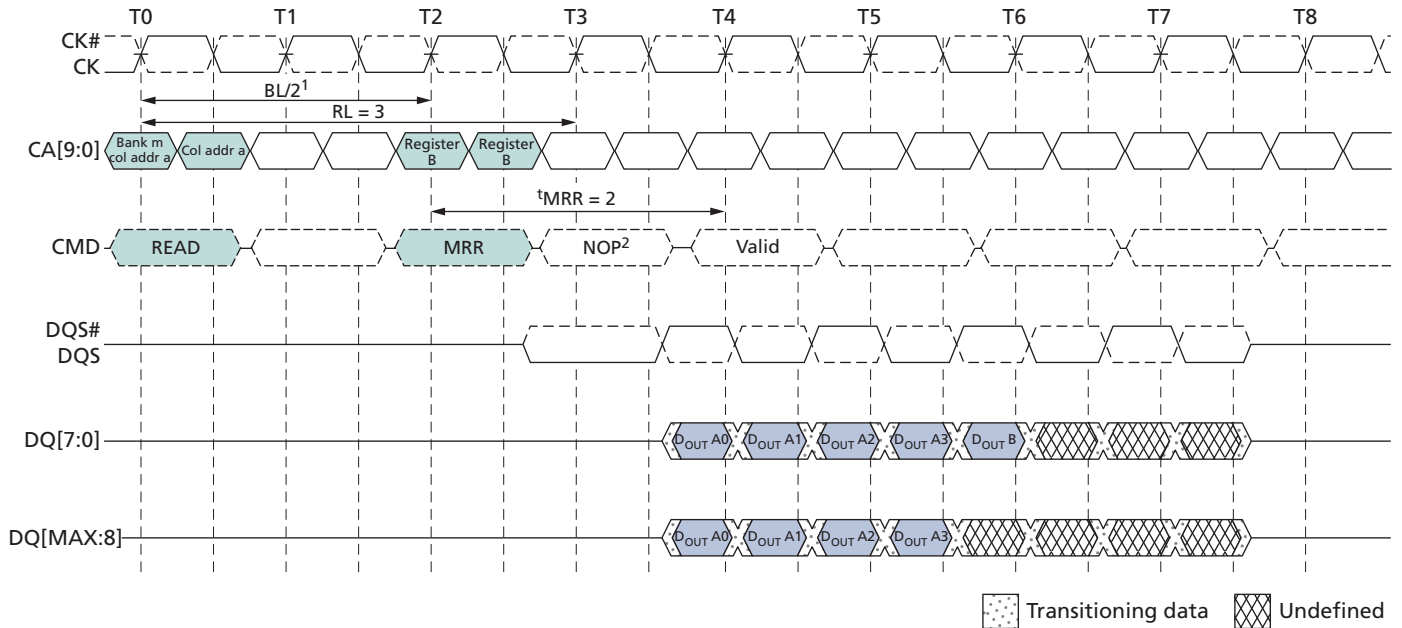 T0 T1 T2 T3 T4 T5 T6 T7 T8
CK#
CK
BL/2¹
RL = 3
CA[9:0] Bank m col addr a Col addr a Register B Register B
ᵗMRR = 2
CMD READ MRR NOP² Valid
DQS#
DQS
DQ[7:0] DOUT A0 DOUT A1 DOUT A2 DOUT A3 DOUT B
DQ[MAX:8] DOUT A0 DOUT A1 DOUT A2 DOUT A3
Transitioning data Undefined